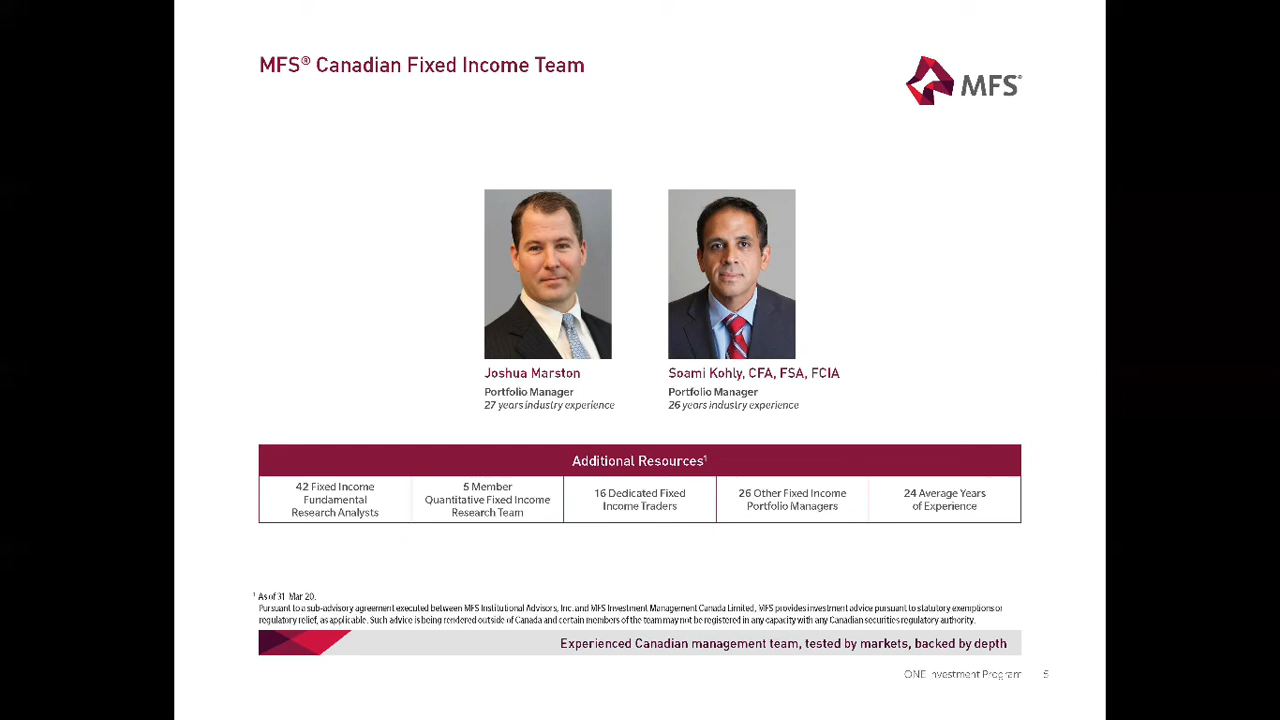 MFS® Canadian Fixed Income Team
MFS®
Joshua Marston
Portfolio Manager
27 years industry experience
Soami Kohly, CFA, FSA, FCIA
Portfolio Manager
26 years industry experience
Additional Resources¹
42 Fixed Income
Fundamental
Research Analysts
5 Member
Quantitative Fixed Income
Research Team
16 Dedicated Fixed
Income Traders
26 Other Fixed Income
Portfolio Managers
24 Average Years
of Experience
¹ As of 31 Mar 20.
Pursuant to a sub-advisory agreement executed between MFS Institutional Advisors, Inc. and MFS Investment Management Canada Limited, MFS provides investment advice pursuant to statutory exemptions or
regulatory relief, as applicable. Such advice is being rendered outside of Canada and certain members of the team may not be registered in any capacity with any Canadian securities regulatory authority.
Experienced Canadian management team, tested by markets, backed by depth
ONE Investment Program 5